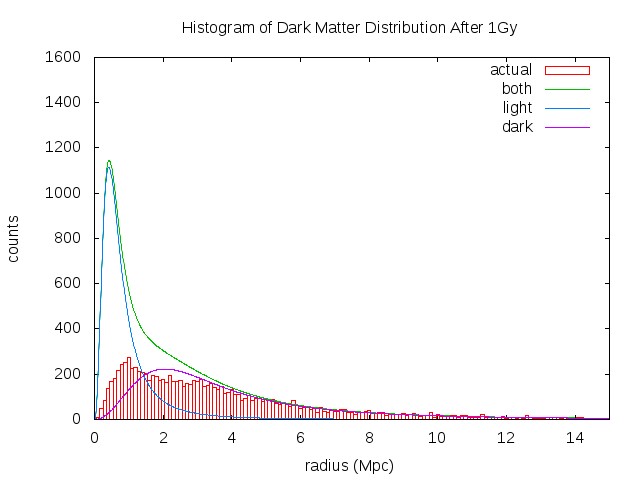 Histogram of Dark Matter Distribution After 1Gy
1600
1400
1200
1000
800
600
400
200
0
counts
actual
both
light
dark
0 2 4 6 8 10 12 14
radius (Mpc)